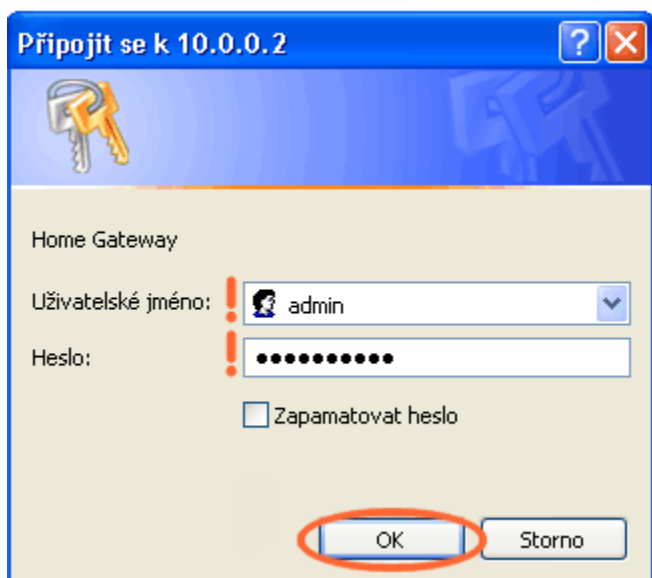 Připojit se k 10.0.0.2
Home Gateway
Uživatelské jméno: admin
Heslo: ••••••••••
Zapamatovat heslo
OK Storno